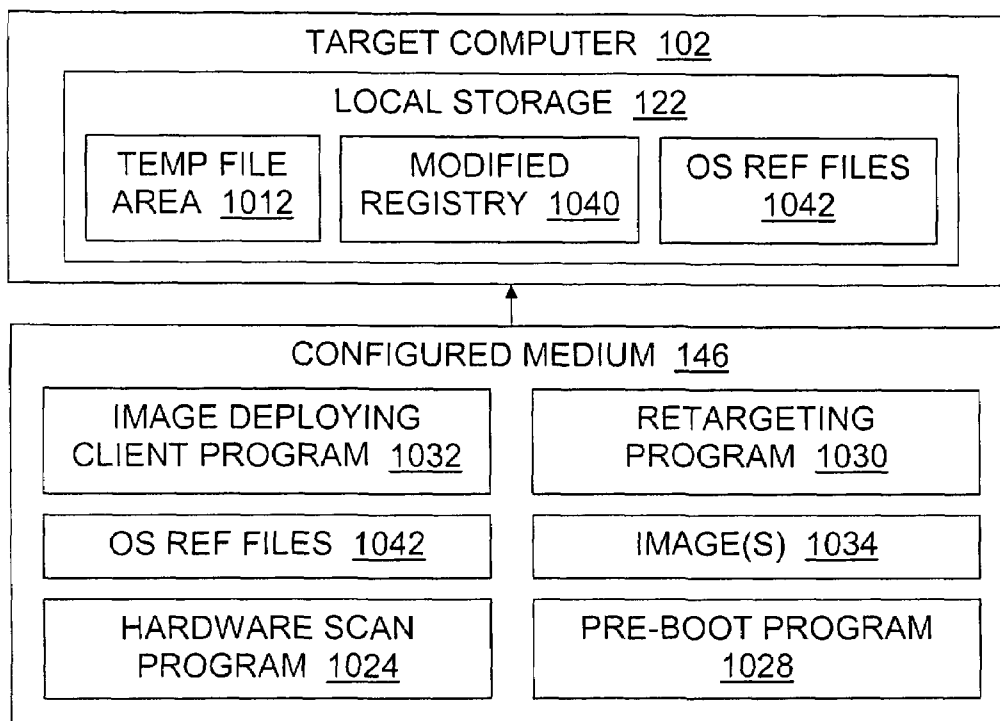 TARGET COMPUTER 102
LOCAL STORAGE 122
TEMP FILE
AREA 1012
MODIFIED
REGISTRY 1040
OS REF FILES
1042
CONFIGURED MEDIUM 146
IMAGE DEPLOYING
CLIENT PROGRAM 1032
RETARGETING
PROGRAM 1030
OS REF FILES 1042
IMAGE(S) 1034
HARDWARE SCAN
PROGRAM 1024
PRE-BOOT PROGRAM
1028